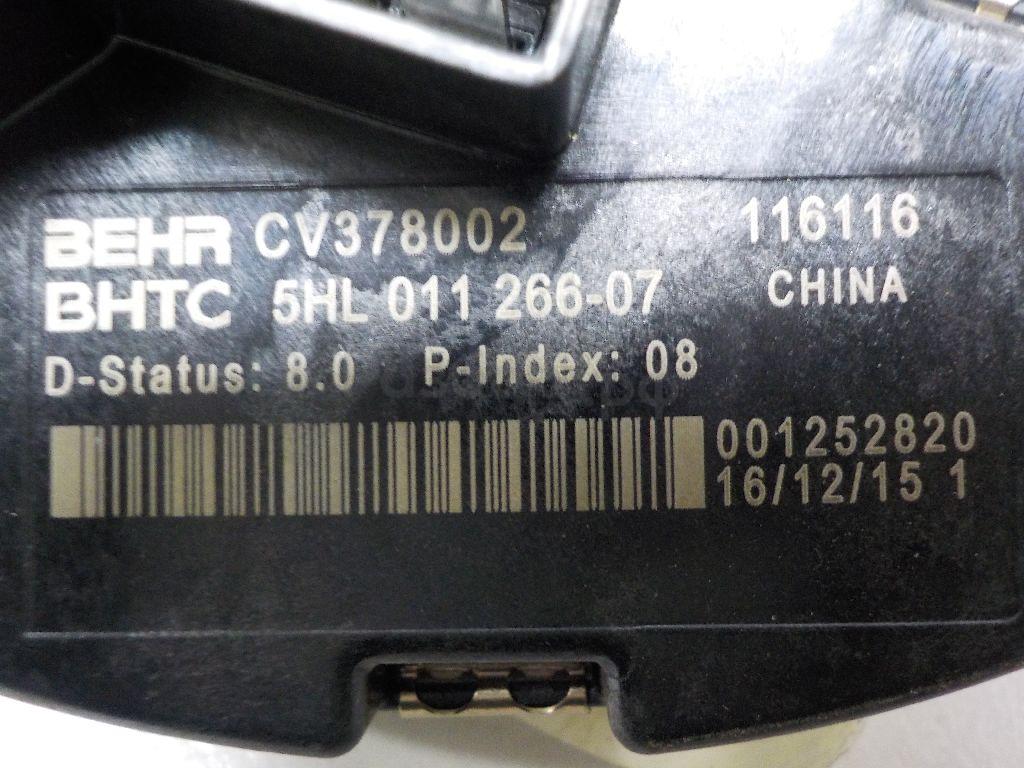 BEHR CV378002 116116
BHTC 5HL 011 266-07 CHINA
D-Status: 8.0 P-Index: 08
001252820
16/12/15 1